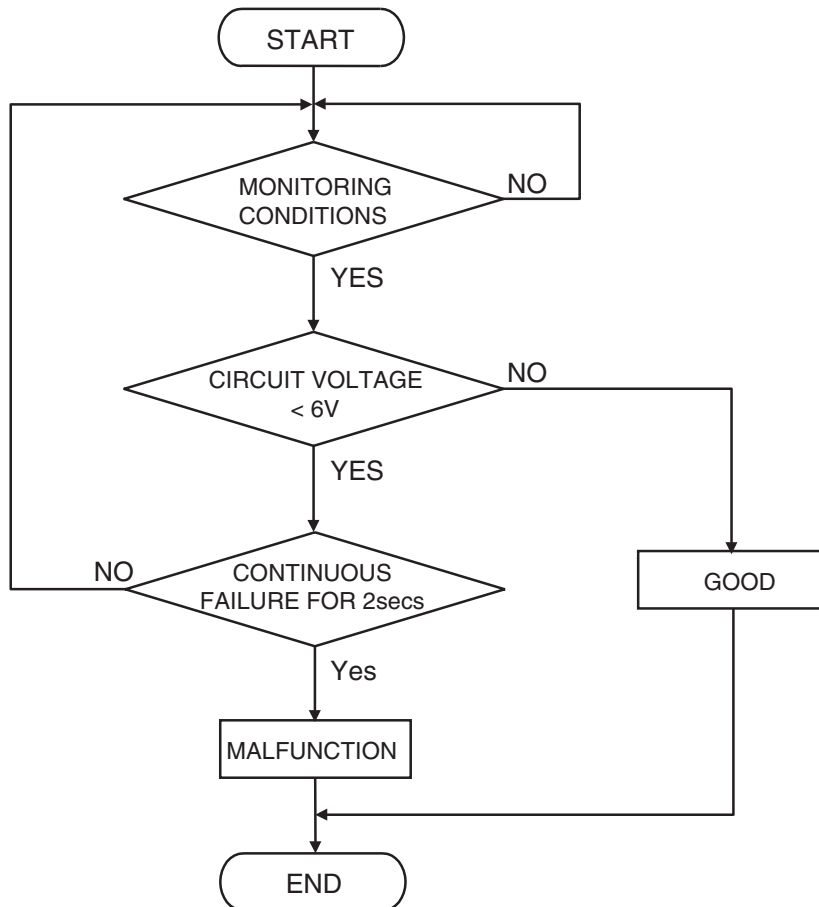 START
MONITORING
CONDITIONS
NO
YES
CIRCUIT VOLTAGE
< 6V
NO
YES
CONTINUOUS
FAILURE FOR 2secs
NO
GOOD
Yes
MALFUNCTION
END